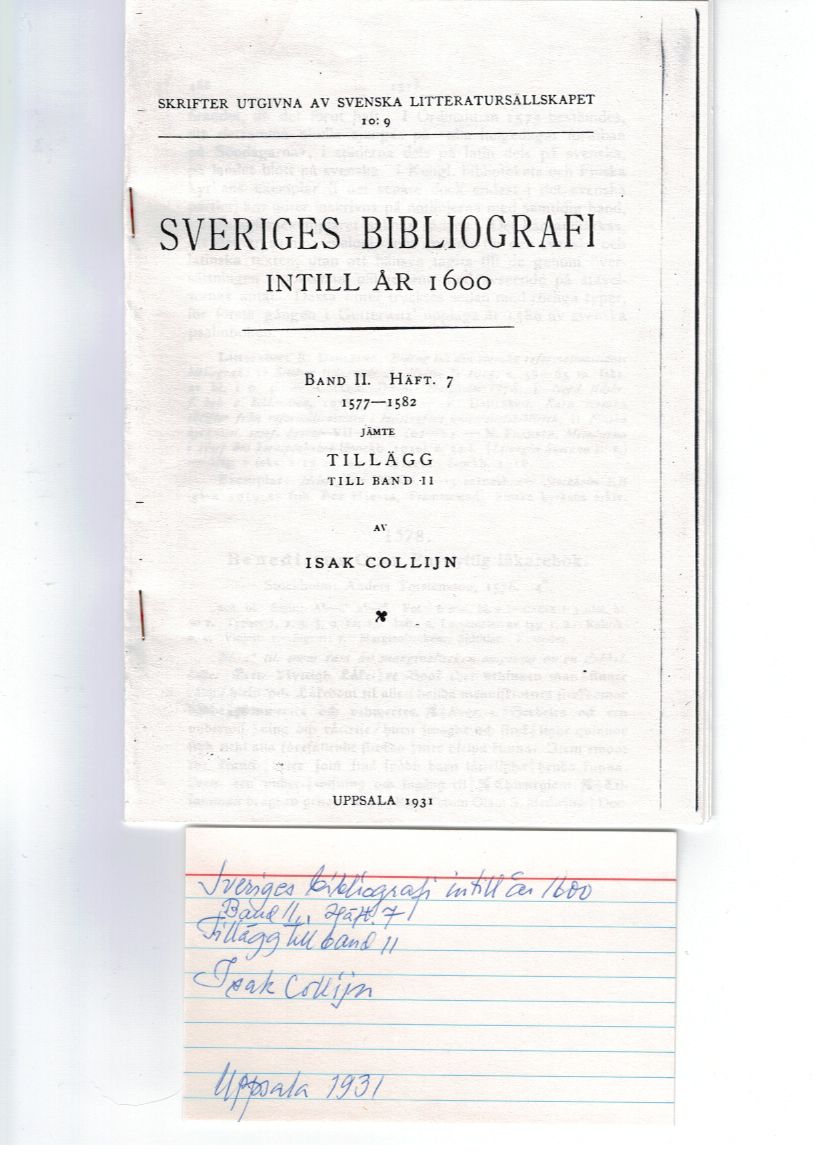 SKRIFTER UTGIVNA AV SVENSKA LITTERATURSÄLLSKAPET
10: 9
SVERIGES BIBLIOGRAFI
INTILL ÅR 1600
BAND II. HÄFT. 7
1577—1582
JÄMTE
TILLÄGG
TILL BAND II
AV
ISAK COLLIJN
UPPSALA 1931
Sveriges bibliografi intill år 1600
Band II, Häft. 7
Tillägg till band II
Isak Collijn
Uppsala 1931